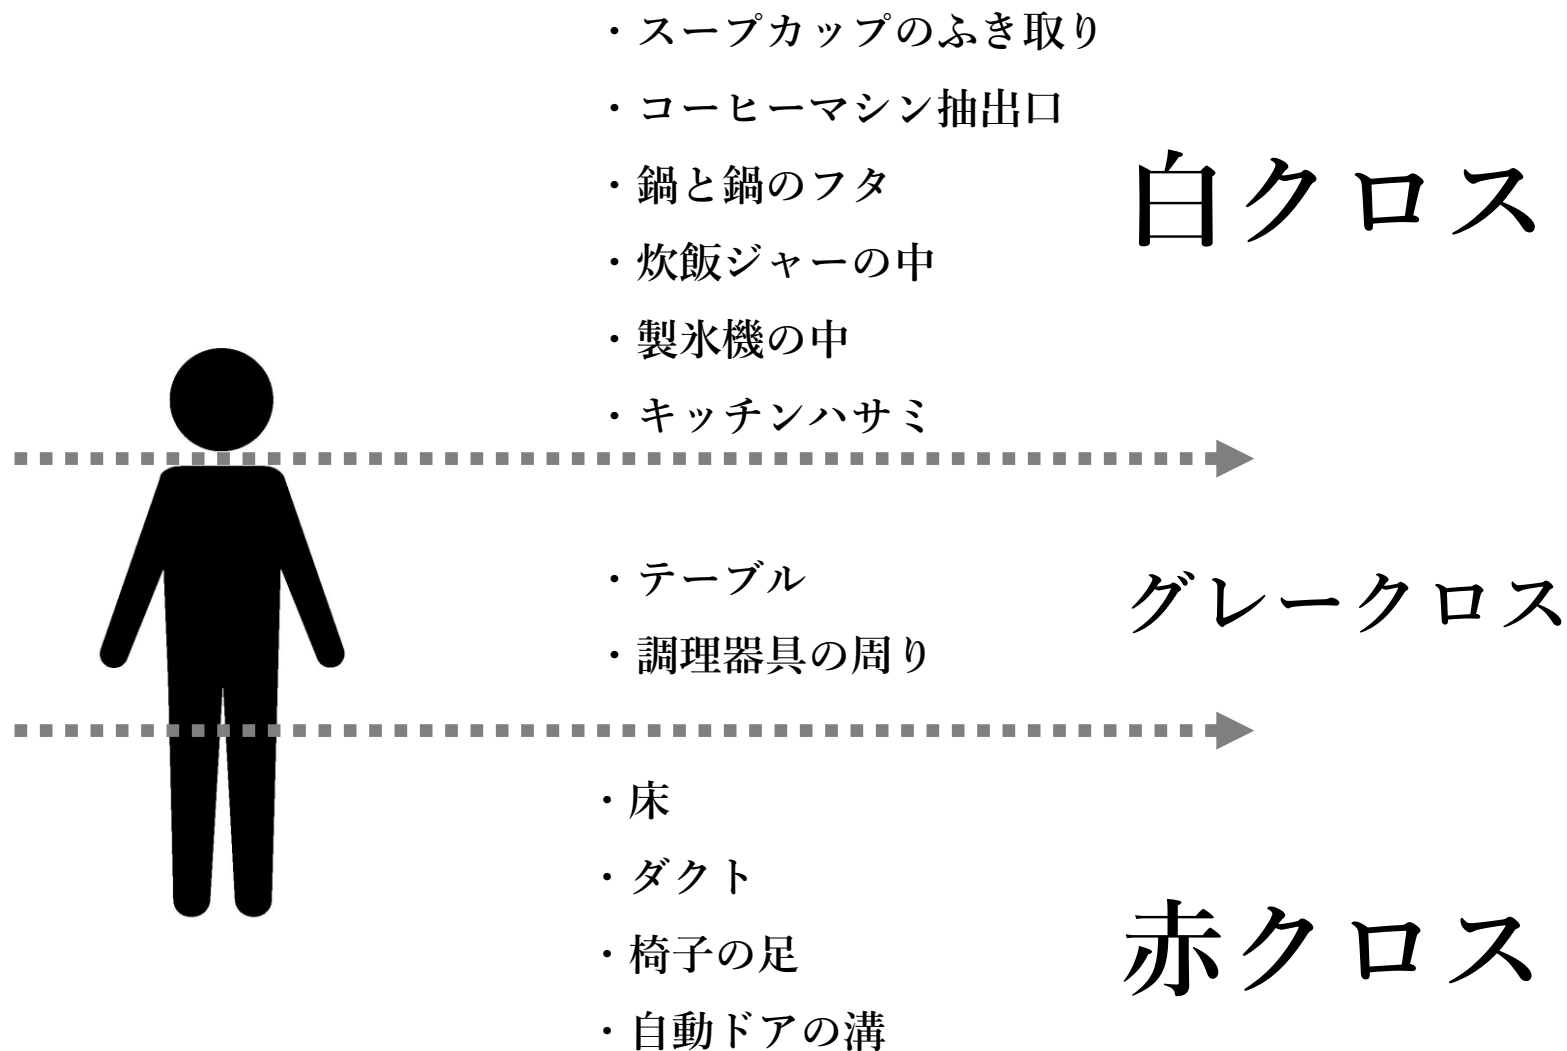 ・スープカップのふき取り
・コーヒーマシン抽出口
・鍋と鍋のフタ
・炊飯ジャーの中
・製氷機の中
・キッチンハサミ
白クロス
・テーブル
・調理器具の周り
グレークロス
・床
・ダクト
・椅子の足
・自動ドアの溝
赤クロス